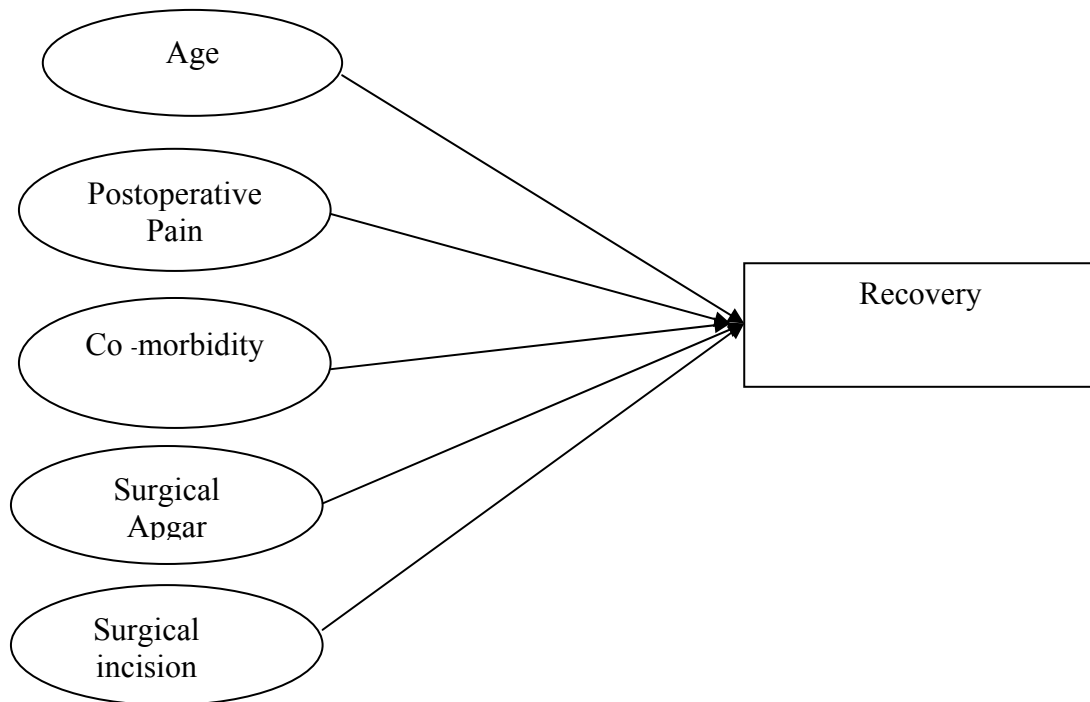 Age
Postoperative
Pain
Co -morbidity
Recovery
Surgical
Apgar
Surgical
incision